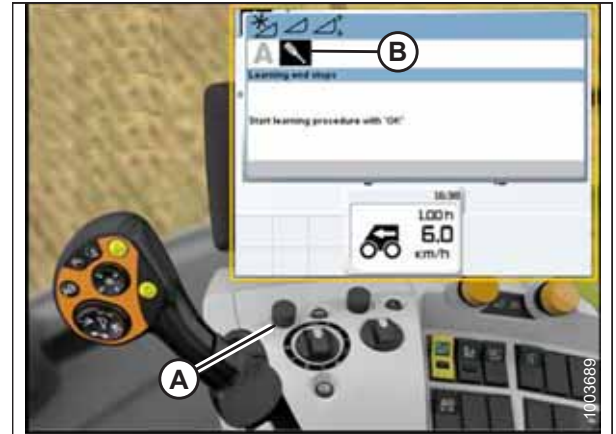 B
A
Learning end stops
Start learning procedure with 'OK'
16:30
1.00 h
6.0
km/h
A
1003689